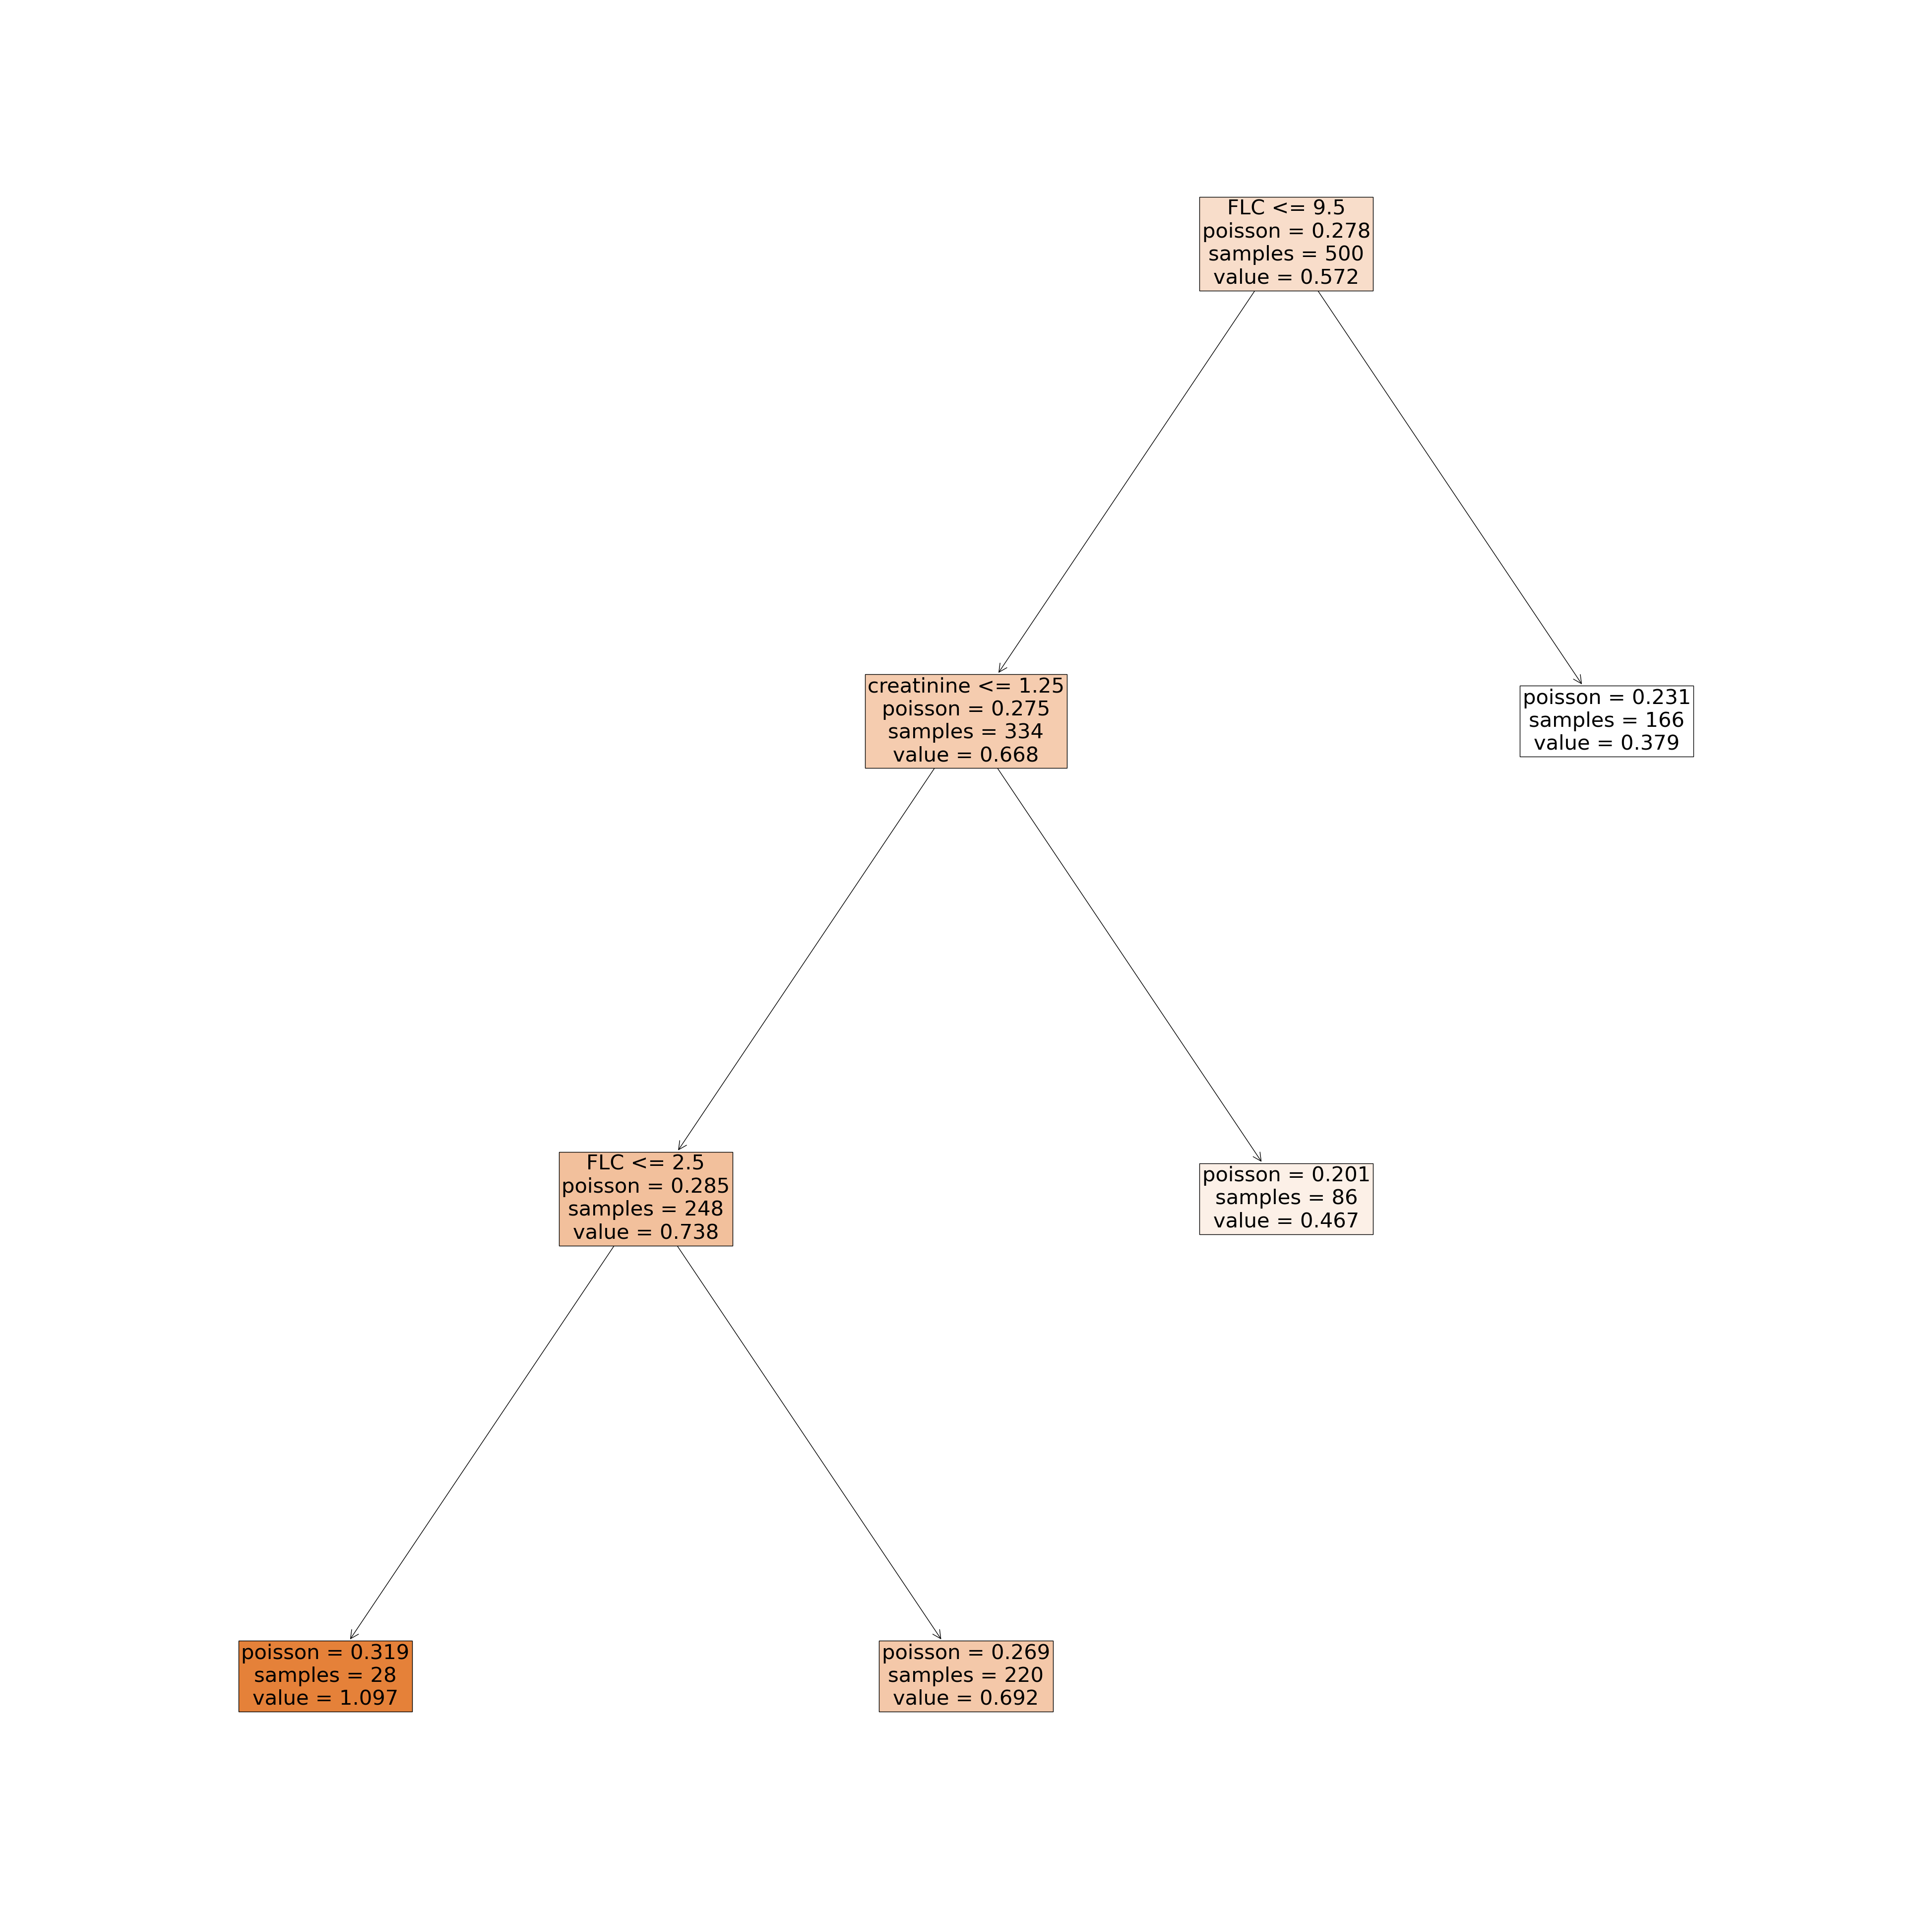 FLC <= 9.5
poisson = 0.278
samples = 500
value = 0.572
creatinine <= 1.25
poisson = 0.275
samples = 334
value = 0.668
poisson = 0.231
samples = 166
value = 0.379
FLC <= 2.5
poisson = 0.285
samples = 248
value = 0.738
poisson = 0.201
samples = 86
value = 0.467
poisson = 0.319
samples = 28
value = 1.097
poisson = 0.269
samples = 220
value = 0.692